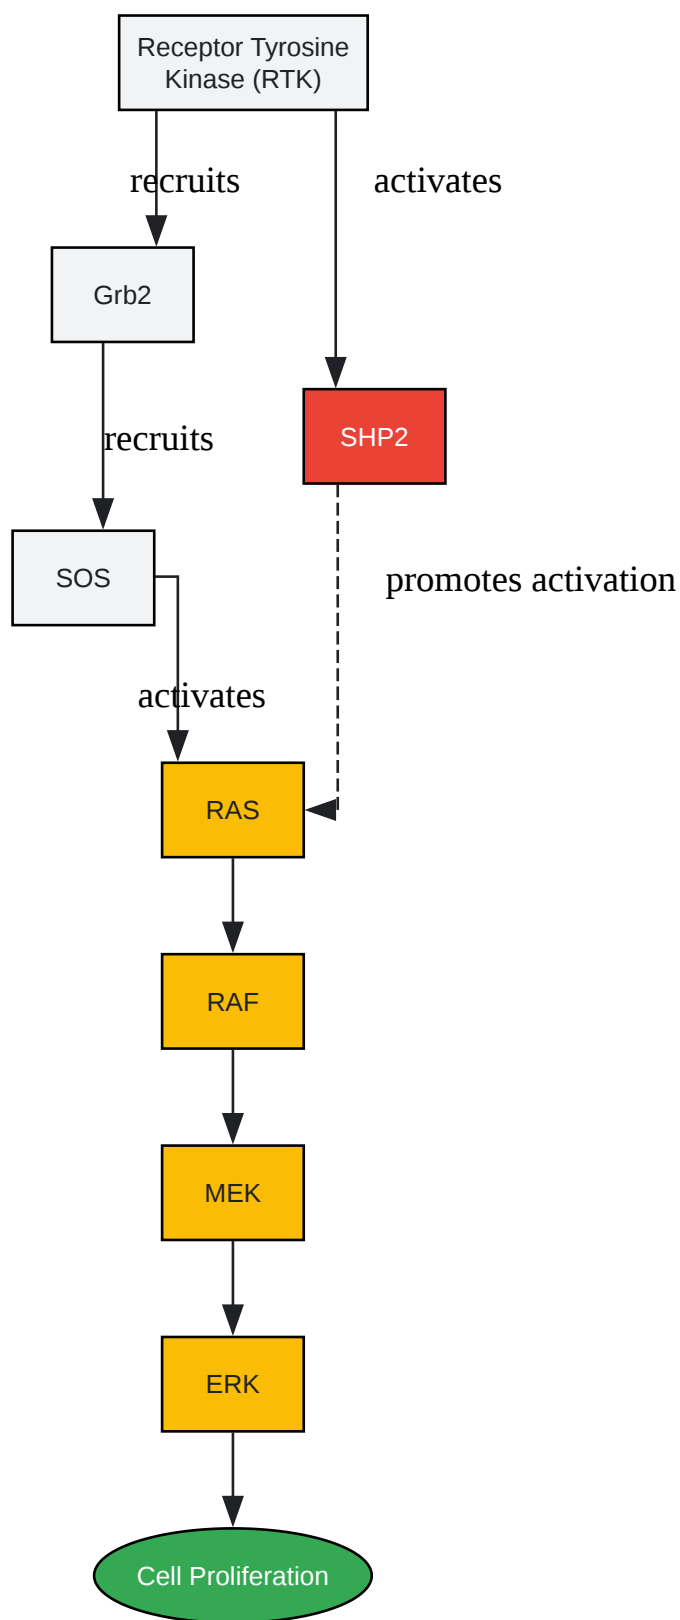 Receptor Tyrosine
Kinase (RTK)
recruits
activates
Grb2
SHP2
recruits
SOS
promotes activation
activates
RAS
RAF
MEK
ERK
Cell Proliferation